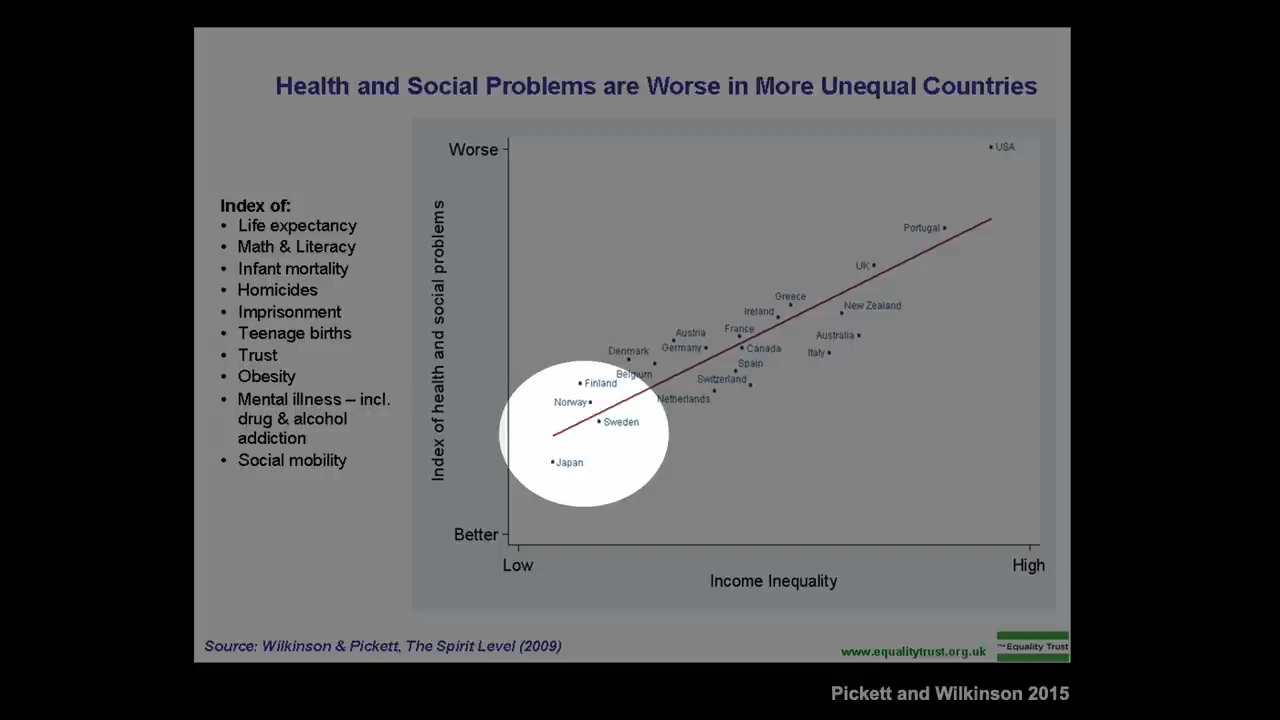 Health and Social Problems are Worse in More Unequal Countries
Index of:
• Life expectancy
• Math & Literacy
• Infant mortality
• Homicides
• Imprisonment
• Teenage births
• Trust
• Obesity
• Mental illness – incl.
drug & alcohol
addiction
• Social mobility
Index of health and social problems
Worse
Better
USA
Portugal
UK
Greece
New Zealand
Ireland
France
Australia
Austria
Germany
Canada
Italy
Denmark
Belgium
Spain
Switzerland
Finland
Netherlands
Norway
Sweden
Japan
Low
High
Income Inequality
Source: Wilkinson & Pickett, The Spirit Level (2009)
www.equalitytrust.org.uk
The Equality Trust
Pickett and Wilkinson 2015